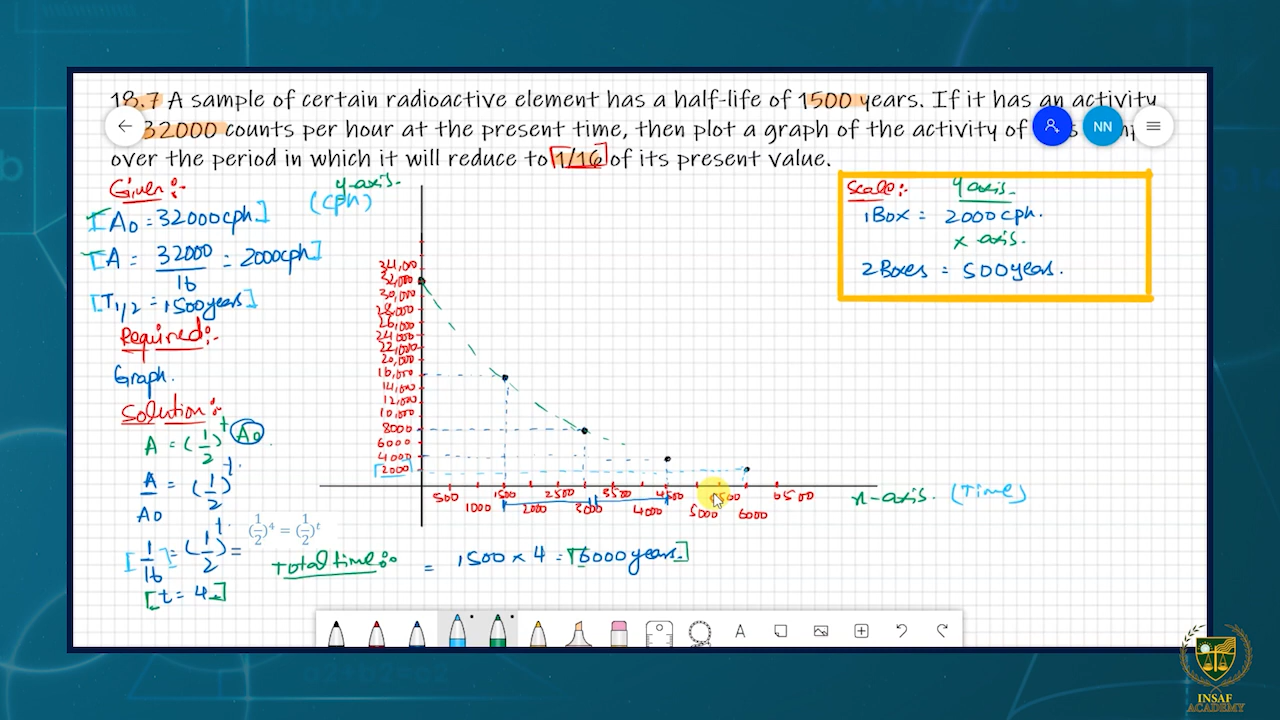 18.7 A sample of certain radioactive element has a half-life of 1500 years. If it has an activity
32000 counts per hour at the present time, then plot a graph of the activity of
over the period in which it will reduce to 1/16 of its present value.
NN
Given:-
[A₀ = 32000cph]
[A = 32000/16 = 2000cph]
[T1/2 = 1500years]
Required:-
Graph.
Solution:-
A = (1/2)^t A₀
A/A₀ = (1/2)^t
[1/16] = (1/2)^t =
(1/2)^4 = (1/2)^t
[t = 4]
y-axis.
(cph)
34,000
32,000
30,000
28,000
26,000
24,000
22,000
20,000
16,000
14,000
12,000
10,000
8000
6000
4000
[2000]
500 1000 1500 2000 2500 3000 3500 4000 4500 5000 5500 6000 6500
x-axis. (Time)
Total time:- = 1500 × 4 = [6000years.]
Scale:- y axis.
1Box = 2000 cph.
x axis.
2Boxes = 500years.
A
INSAF
ACADEMY